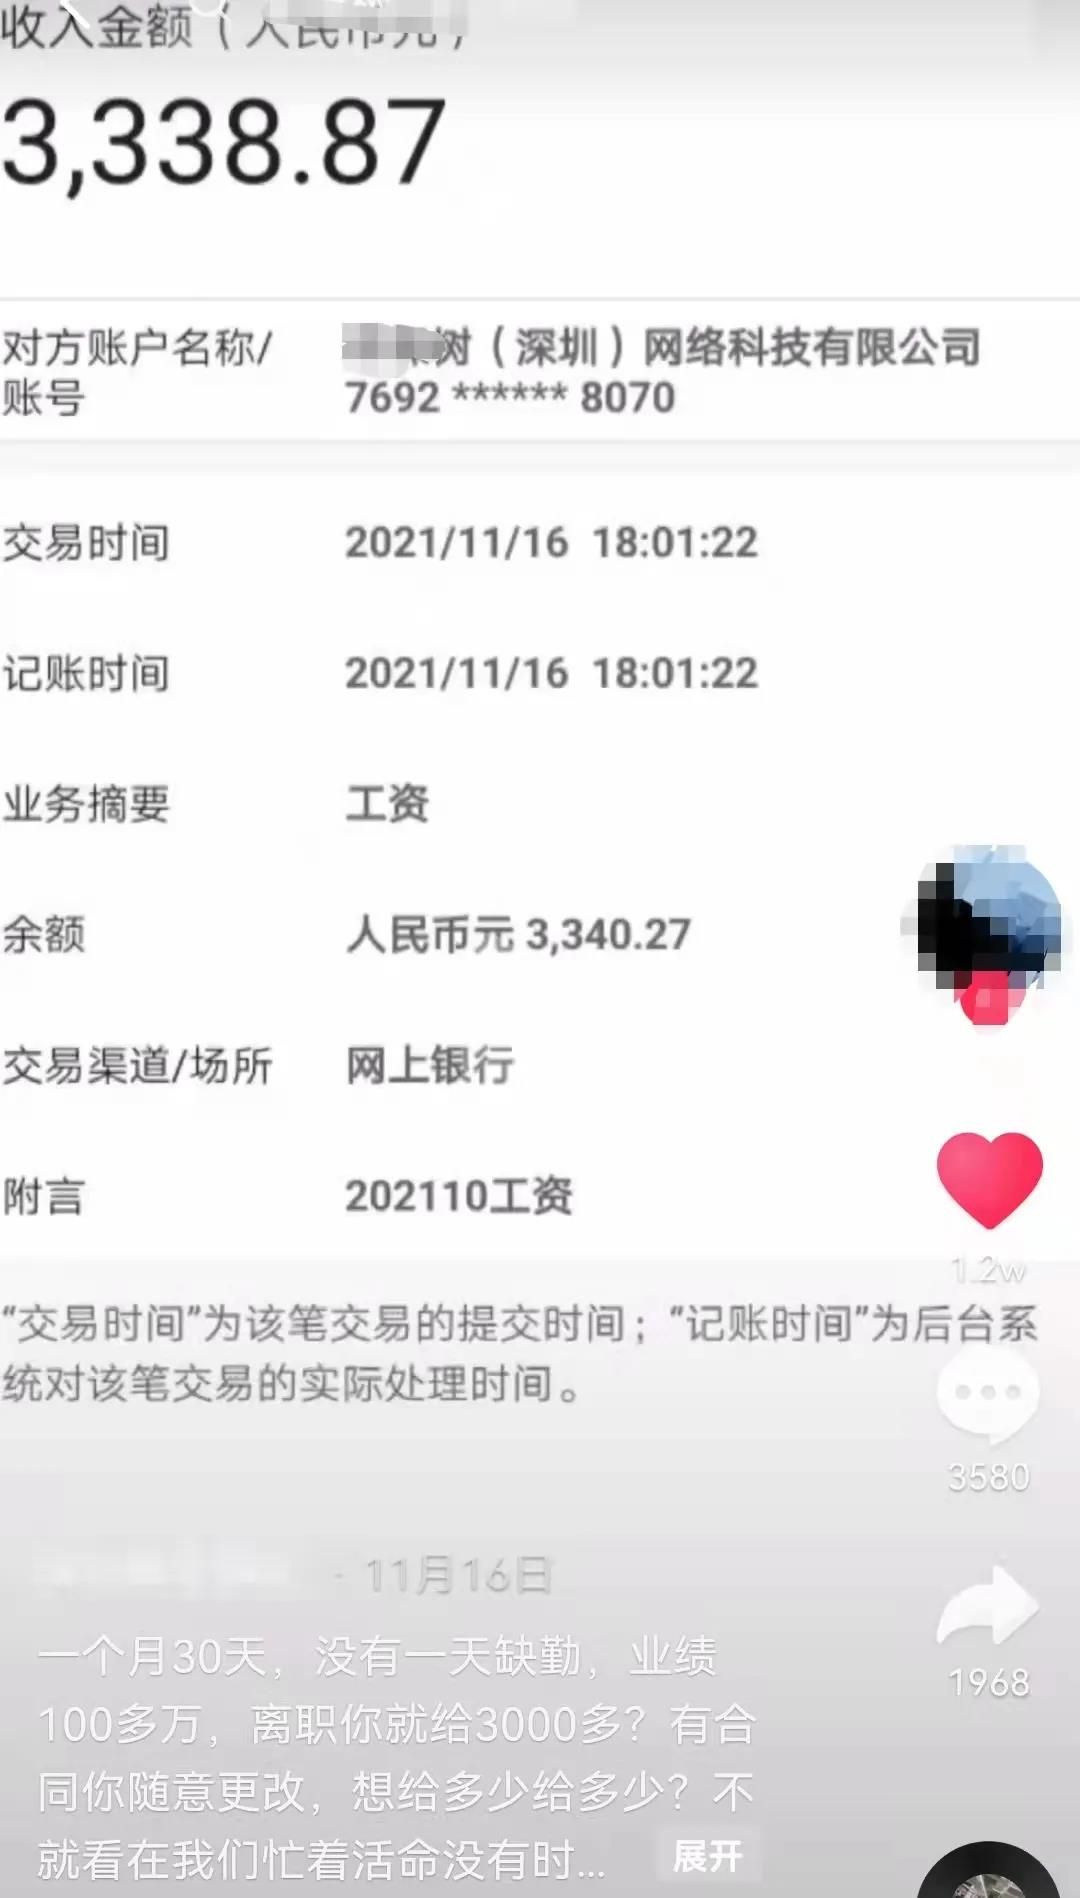 收入金额（人民币元）
3,338.87
对方账户名称/
账号
树（深圳）网络科技有限公司
7692 ****** 8070
交易时间
2021/11/16 18:01:22
记账时间
2021/11/16 18:01:22
业务摘要
工资
余额
人民币元 3,340.27
交易渠道/场所
网上银行
附言
202110工资
“交易时间”为该笔交易的提交时间；“记账时间”为后台系
统对该笔交易的实际处理时间。
1.2w
3580
1968
· 11月16日
一个月30天，没有一天缺勤，业绩
100多万，离职你就给3000多？有合
同你随意更改，想给多少给多少？不
就看在我们忙着活命没有时...
展开